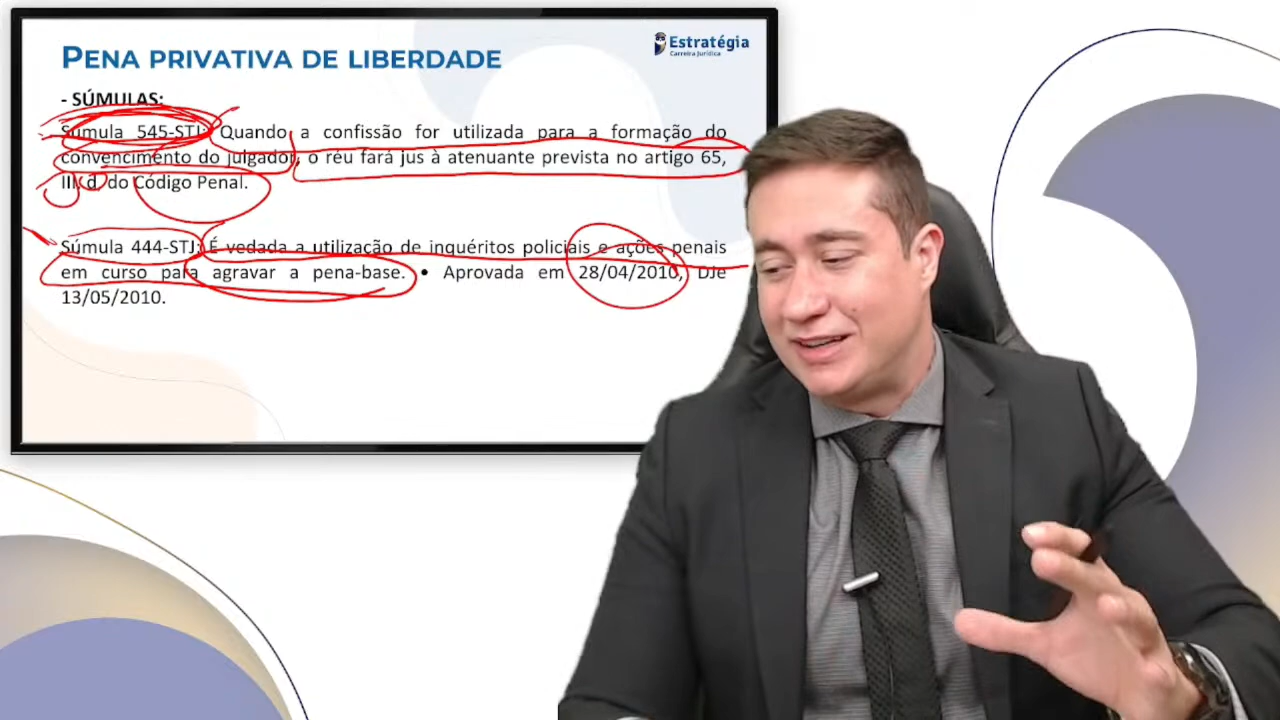 PENA PRIVATIVA DE LIBERDADE
Estratégia
Carreira Jurídica
- SÚMULAS:
Súmula 545-STJ: Quando a confissão for utilizada para a formação do
convencimento do julgador, o réu fará jus à atenuante prevista no artigo 65,
III, d, do Código Penal.
Súmula 444-STJ: É vedada a utilização de inquéritos policiais e ações penais
em curso para agravar a pena-base. • Aprovada em 28/04/2010, DJe
13/05/2010.